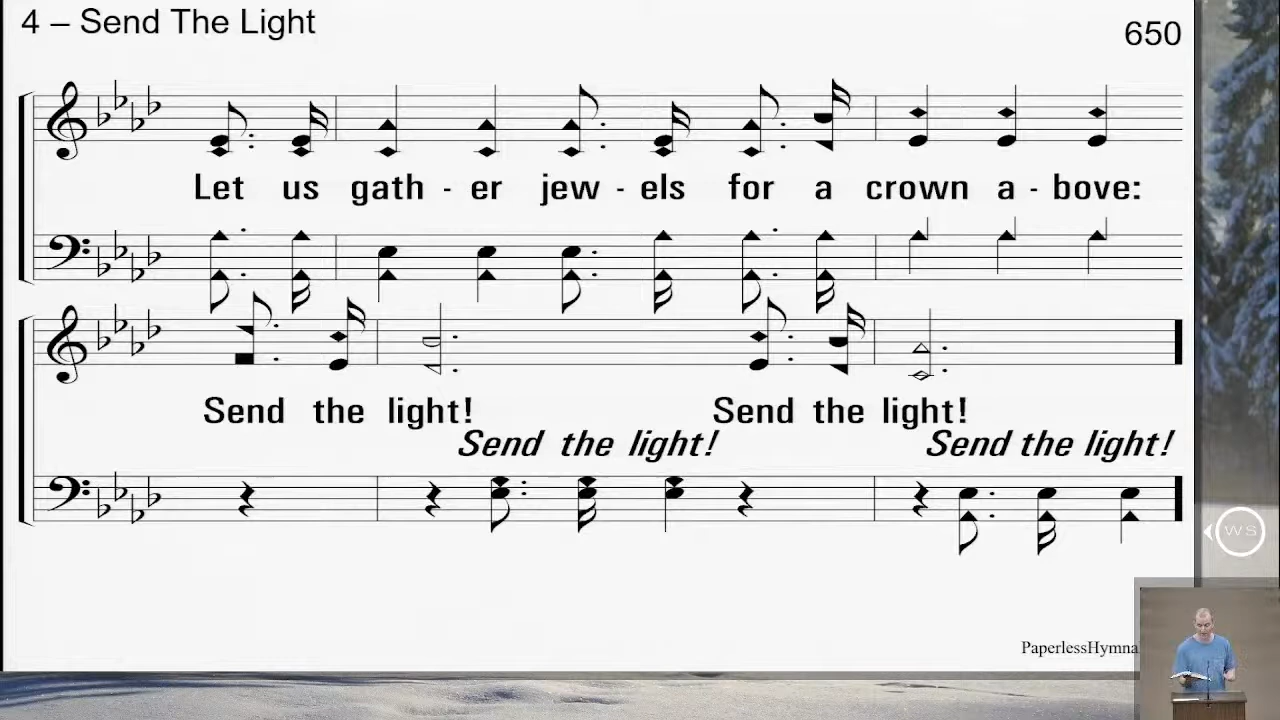 4 – Send The Light
650
Let us gath - er jew - els for a crown a - bove:
Send the light! Send the light!
Send the light! Send the light!
WS
PaperlessHymna